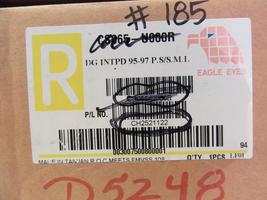 # 185
R
DG INTPD 95-97 P.S/S.M.I.
EAGLE EYES
P/L NO.
CH2521122
94
000307500800001
MADE IN TAIWAN R.O.C MEETS FMVSS 108
Q'TY 1PCS
D5248